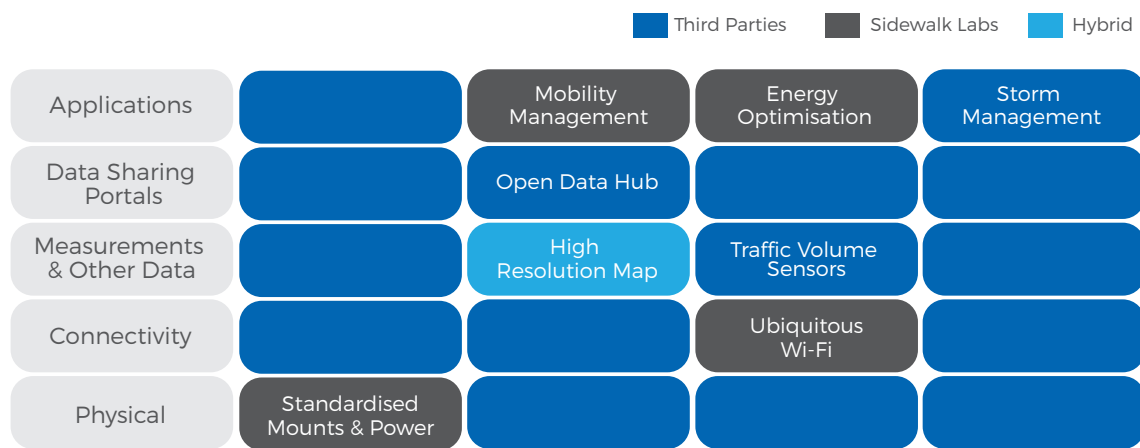 Third Parties
Sidewalk Labs
Hybrid
Applications
Mobility
Management
Energy
Optimisation
Storm
Management
Data Sharing
Portals
Open Data Hub
Measurements
& Other Data
High
Resolution Map
Traffic Volume
Sensors
Connectivity
Ubiquitous
Wi-Fi
Physical
Standardised
Mounts & Power